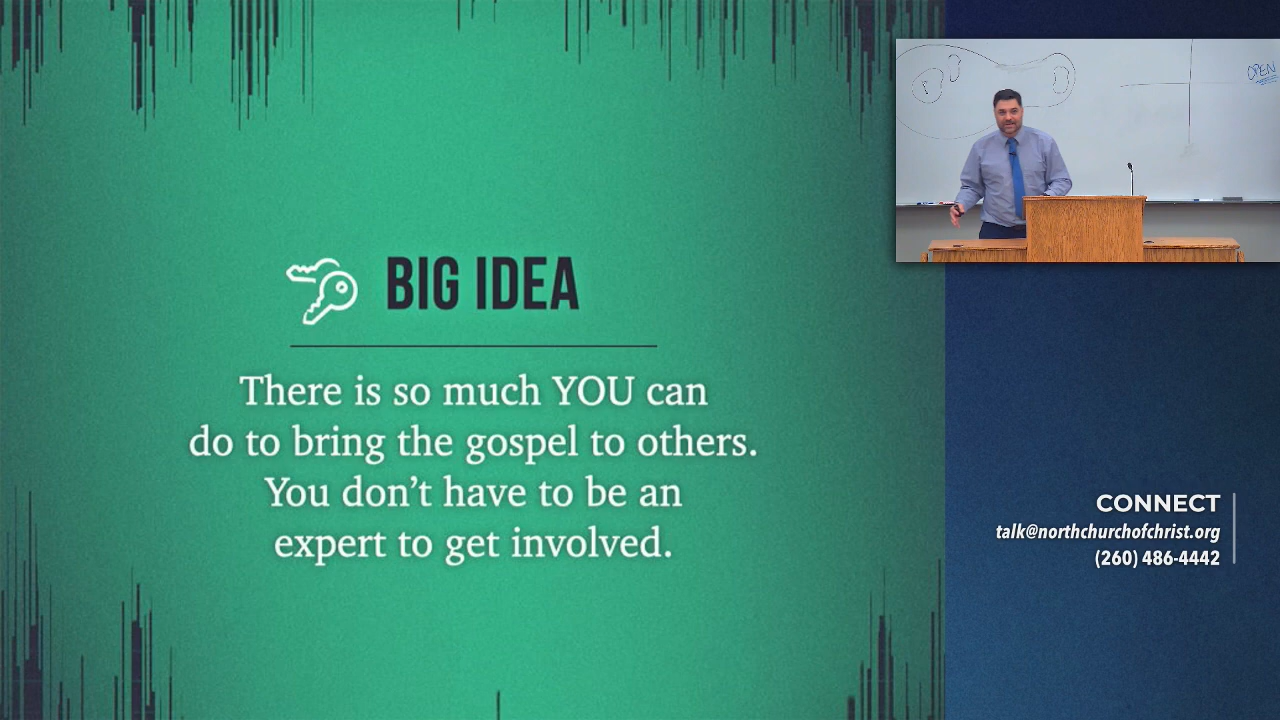 BIG IDEA
There is so much YOU can
do to bring the gospel to others.
You don't have to be an
expert to get involved.
OPEN
CONNECT
talk@northchurchofchrist.org
(260) 486-4442